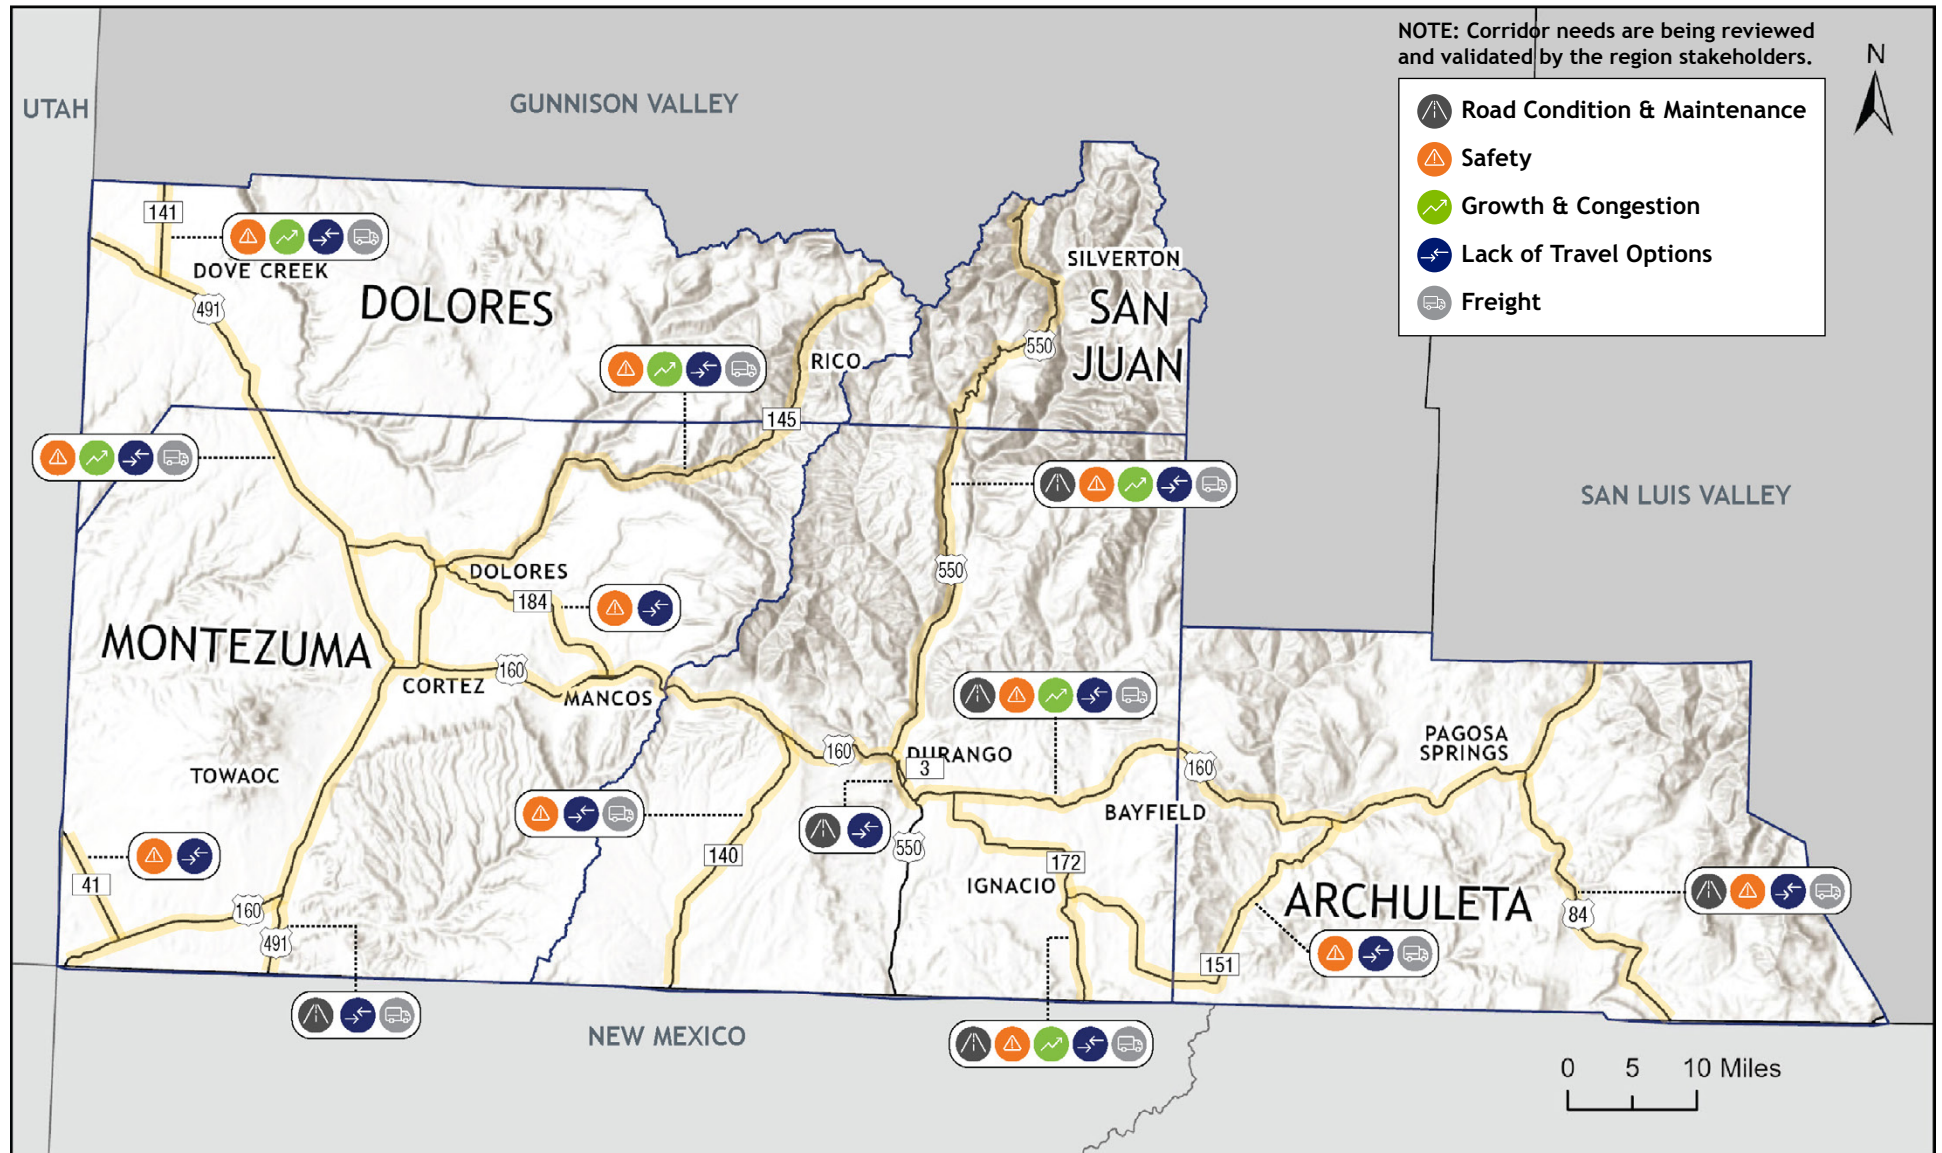 NOTE: Corridor needs are being reviewed
and validated by the region stakeholders.
N
UTAH
GUNNISON VALLEY
Road Condition & Maintenance
Safety
Growth & Congestion
Lack of Travel Options
Freight
141
DOVE CREEK
491
DOLORES
SILVERTON
SAN
JUAN
550
RICO
145
SAN LUIS VALLEY
550
DOLORES
184
MONTEZUMA
160
CORTEZ
MANCOS
PAGOSA
SPRINGS
160
DURANGO
3
160
TOWAOC
BAYFIELD
140
550
172
IGNACIO
41
ARCHULETA
160
84
491
151
NEW MEXICO
0 5 10 Miles